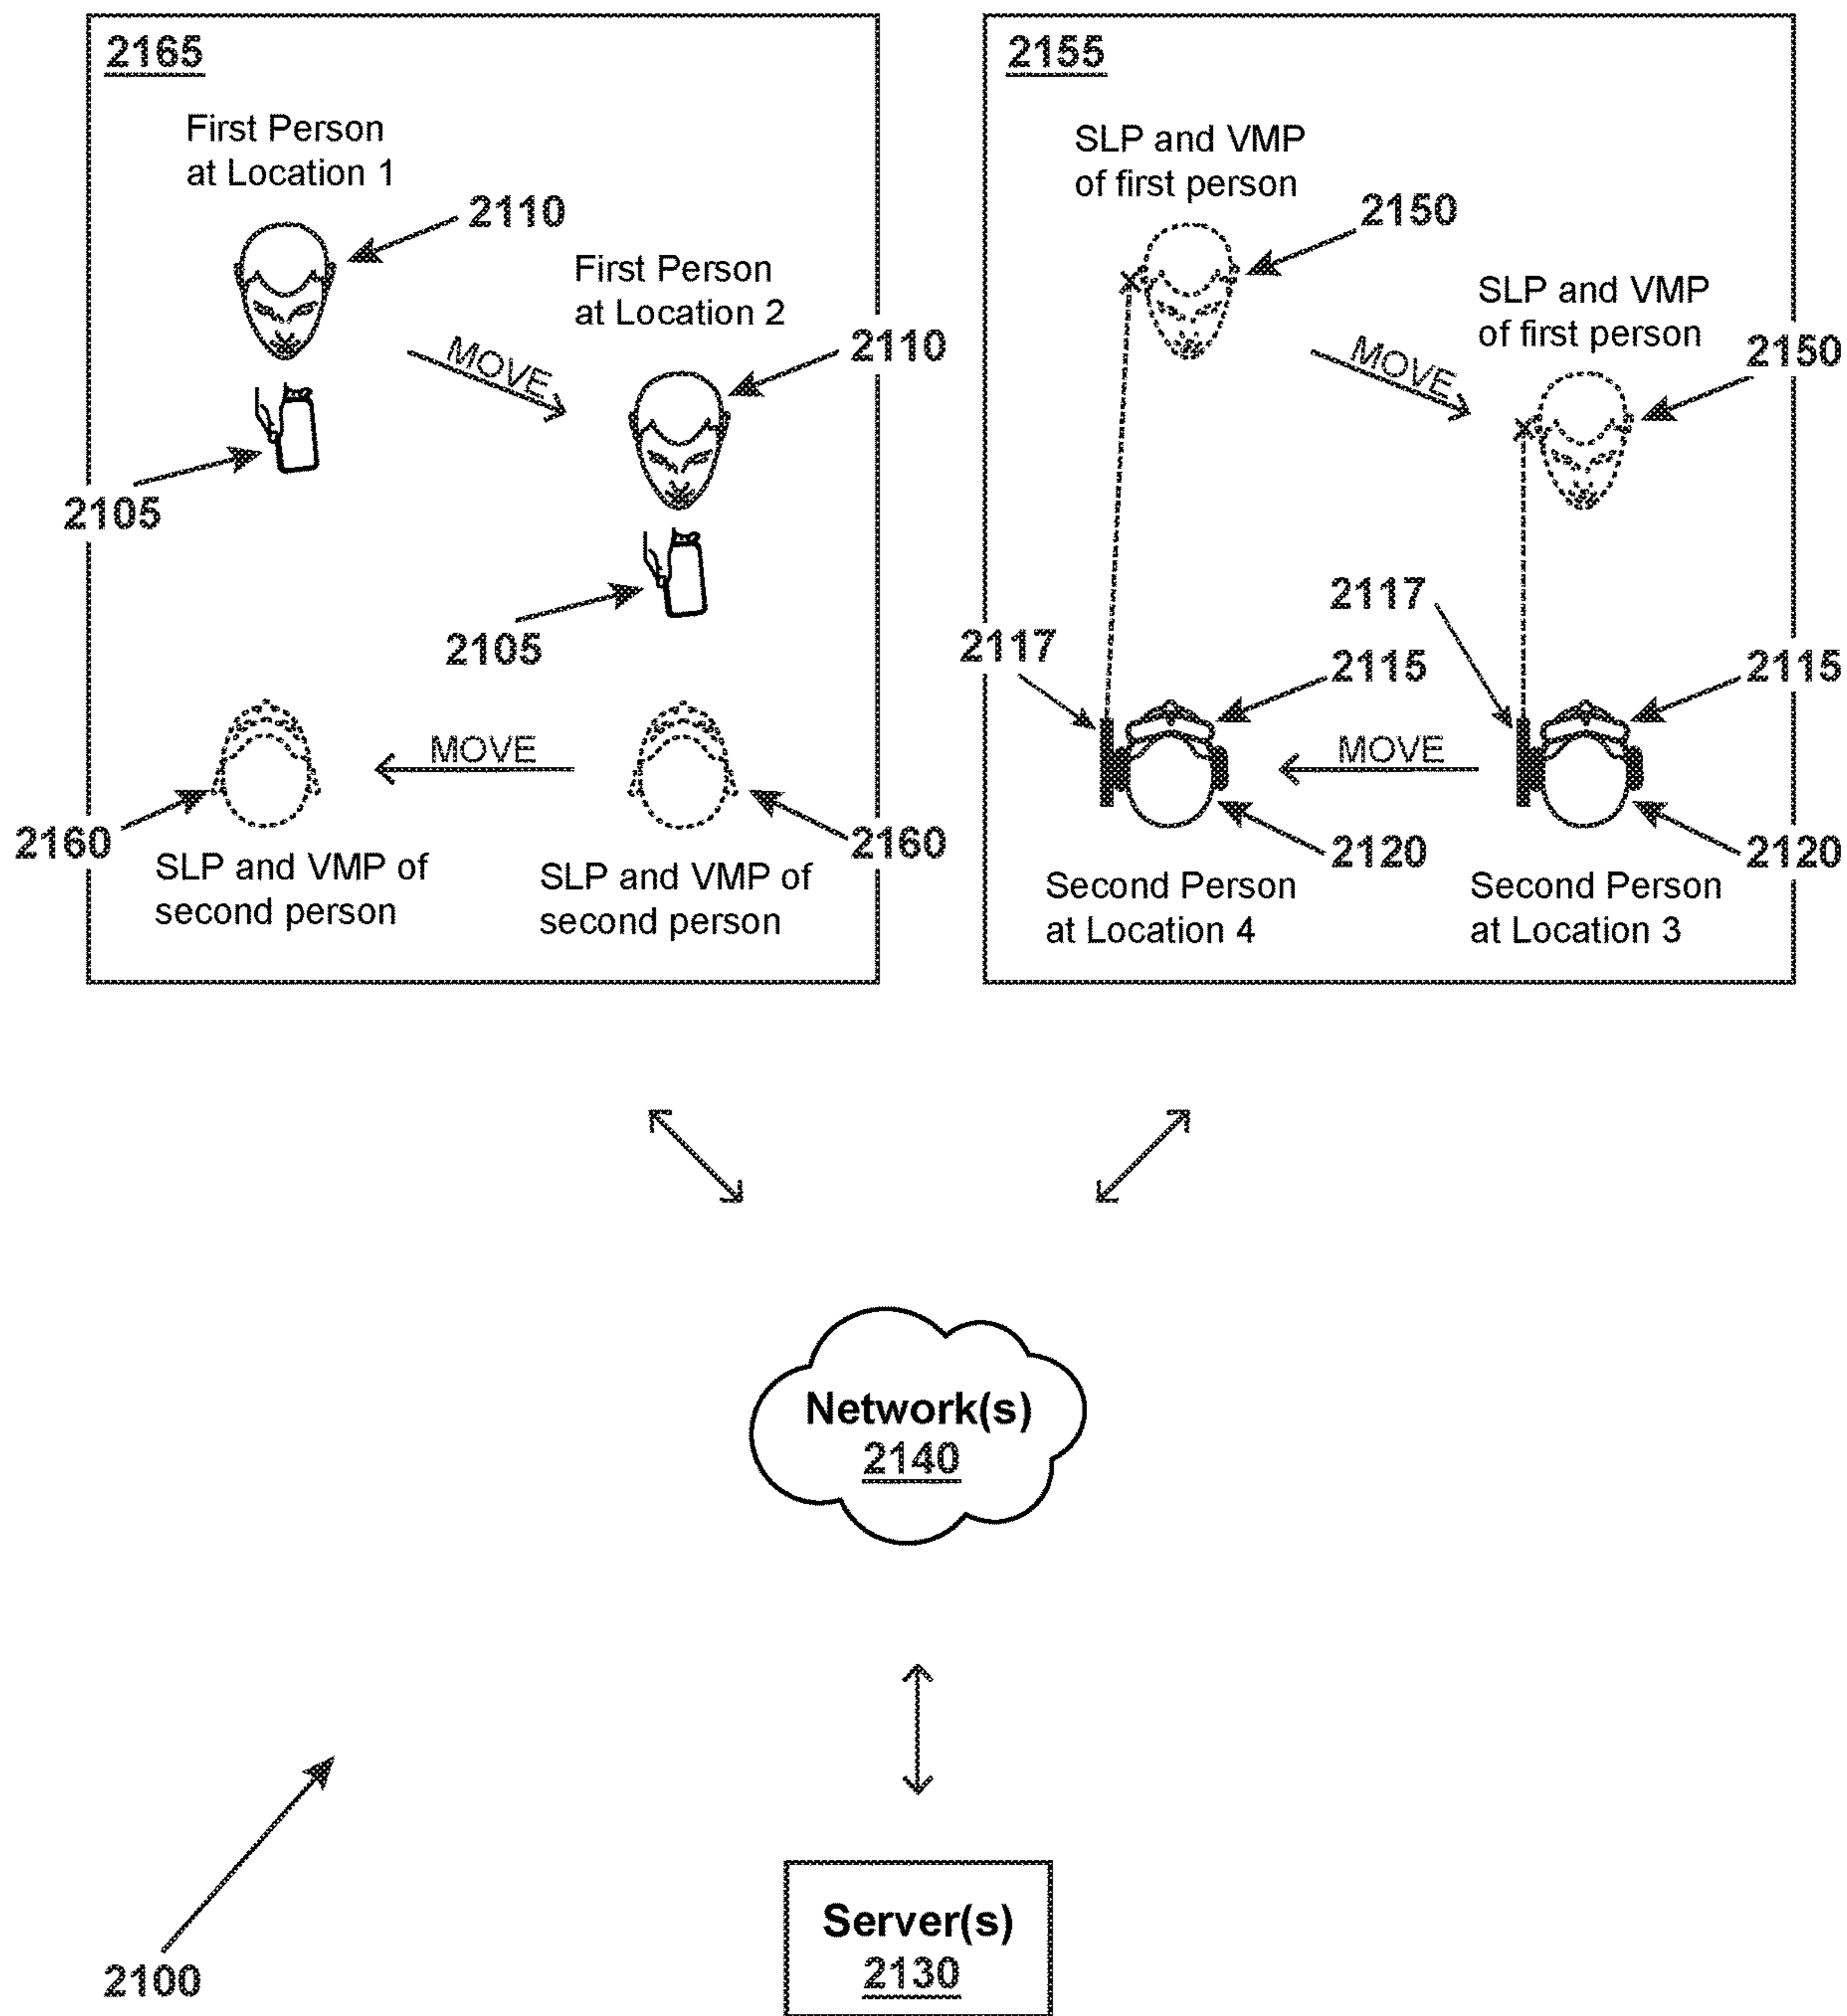 2165
First Person
at Location 1
2110
First Person
at Location 2
2110
MOVE
2105
2105
MOVE
2160
2160
SLP and VMP of
second person
SLP and VMP of
second person
2155
SLP and VMP
of first person
2150
SLP and VMP
of first person
2150
MOVE
2117
2117
2115
2115
MOVE
2120
2120
Second Person
at Location 4
Second Person
at Location 3
Network(s)
2140
Server(s)
2130
2100